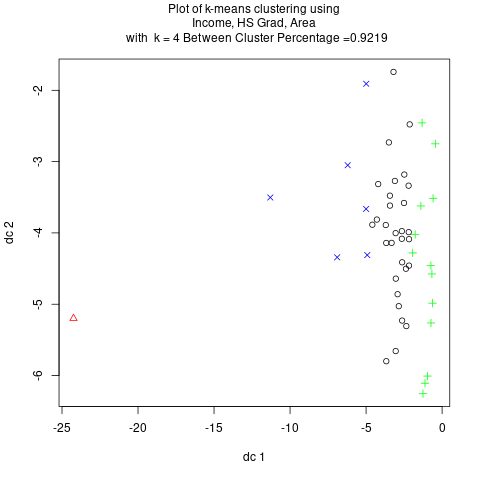 Plot of k-means clustering using
Income, HS Grad, Area
with  k = 4 Between Cluster Percentage =0.9219
-2
-3
-4
-5
-6
dc 2
-25
-20
-15
-10
-5
0
dc 1